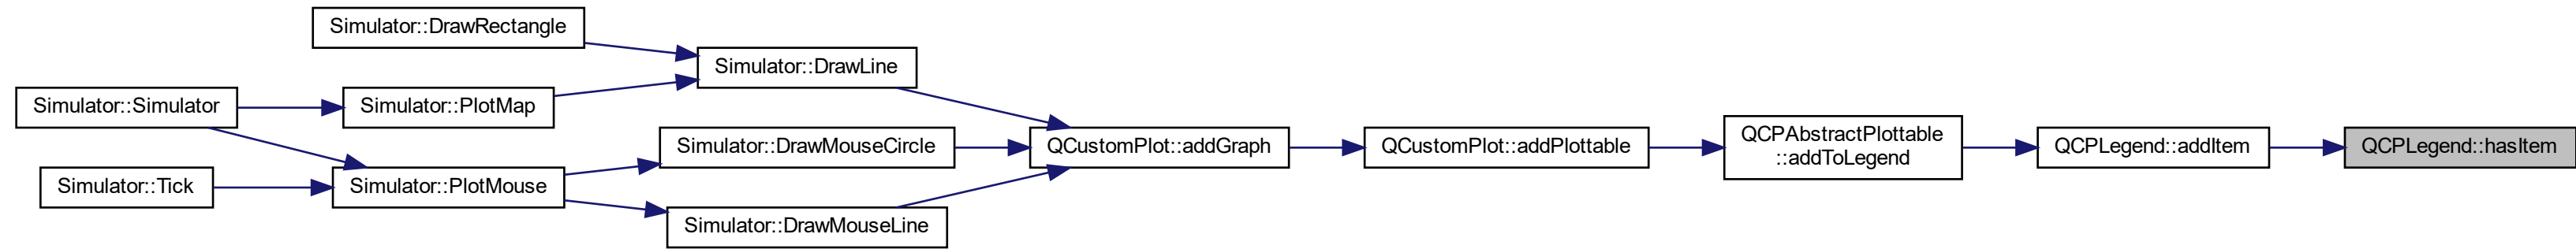 Simulator::DrawRectangle
Simulator::DrawLine
Simulator::Simulator
Simulator::PlotMap
Simulator::DrawMouseCircle
QCustomPlot::addGraph
QCustomPlot::addPlottable
QCPAbstractPlottable
::addToLegend
QCPLegend::addItem
QCPLegend::hasItem
Simulator::Tick
Simulator::PlotMouse
Simulator::DrawMouseLine